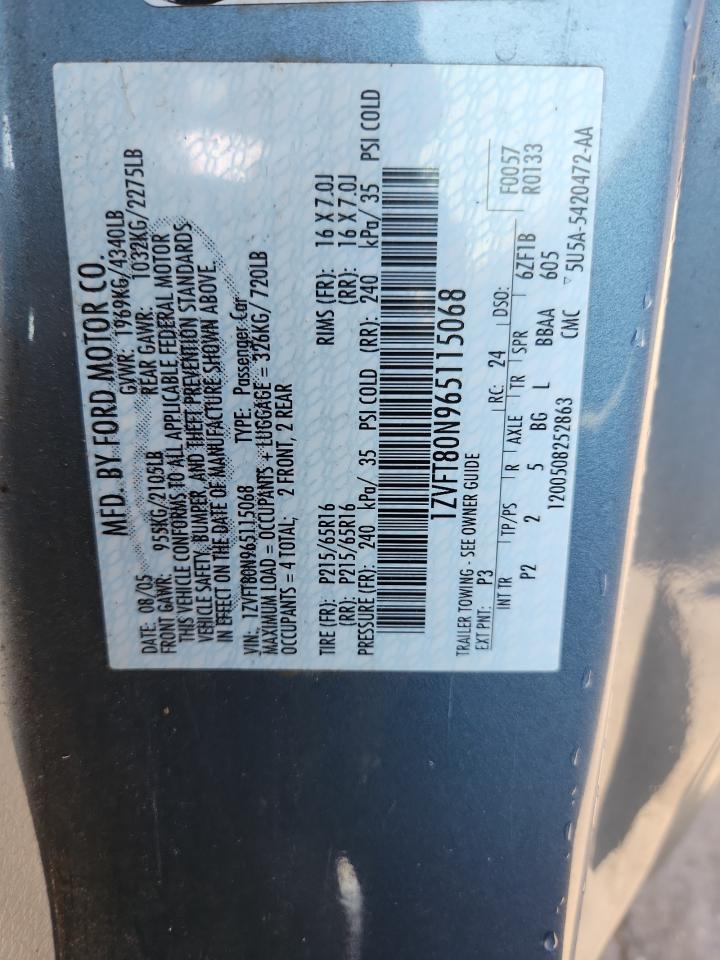 MFD. BY FORD MOTOR CO.
DATE: 08/05 GVWR: 1969KG/4340LB
FRONT GAWR: 955KG/2105LB REAR GAWR: 1032KG/2275LB
THIS VEHICLE CONFORMS TO ALL APPLICABLE FEDERAL MOTOR
VEHICLE SAFETY, BUMPER, AND THEFT PREVENTION STANDARDS
IN EFFECT ON THE DATE OF MANUFACTURE SHOWN ABOVE.
VIN: 1ZVFT80N965115068 TYPE: Passenger Car
MAXIMUM LOAD = OCCUPANTS + LUGGAGE = 326KG/ 720LB
OCCUPANTS = 4 TOTAL; 2 FRONT, 2 REAR
TIRE (FR): P215/65R16 RIMS (FR): 16 X 7.0J
(RR): P215/65R16 (RR): 16 X 7.0J
PRESSURE (FR): 240 kPa/ 35 PSI COLD (RR): 240 kPa/ 35 PSI COLD
1ZVFT80N965115068
TRAILER TOWING - SEE OWNER GUIDE
EXT PNT: P3 RC: 24 DSO: F0057
R0133
INT TR TP/PS R AXLE TR SPR 6ZF1B
P2 2 5 BG L BBAA 605
1200508252863 CMC ▽ 5U5A-5420472-AA